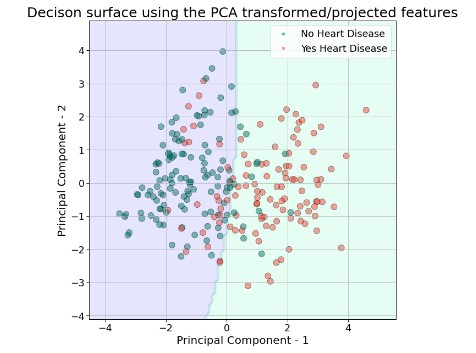 Decison surface using the PCA transformed/projected features
No Heart Disease
Yes Heart Disease
Principal Component - 2
4
3
2
1
0
−1
−2
−3
−4
−4
−2
0
2
4
Principal Component - 1